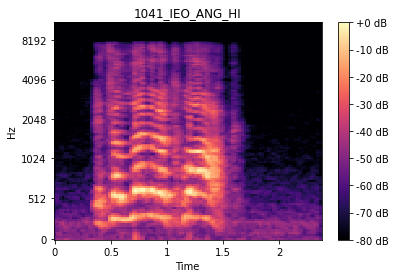 1041_IEO_ANG_HI
8192
4096
2048
1024
512
0
Hz
0
0.5
1
1.5
2
Time
+0 dB
-10 dB
-20 dB
-30 dB
-40 dB
-50 dB
-60 dB
-70 dB
-80 dB